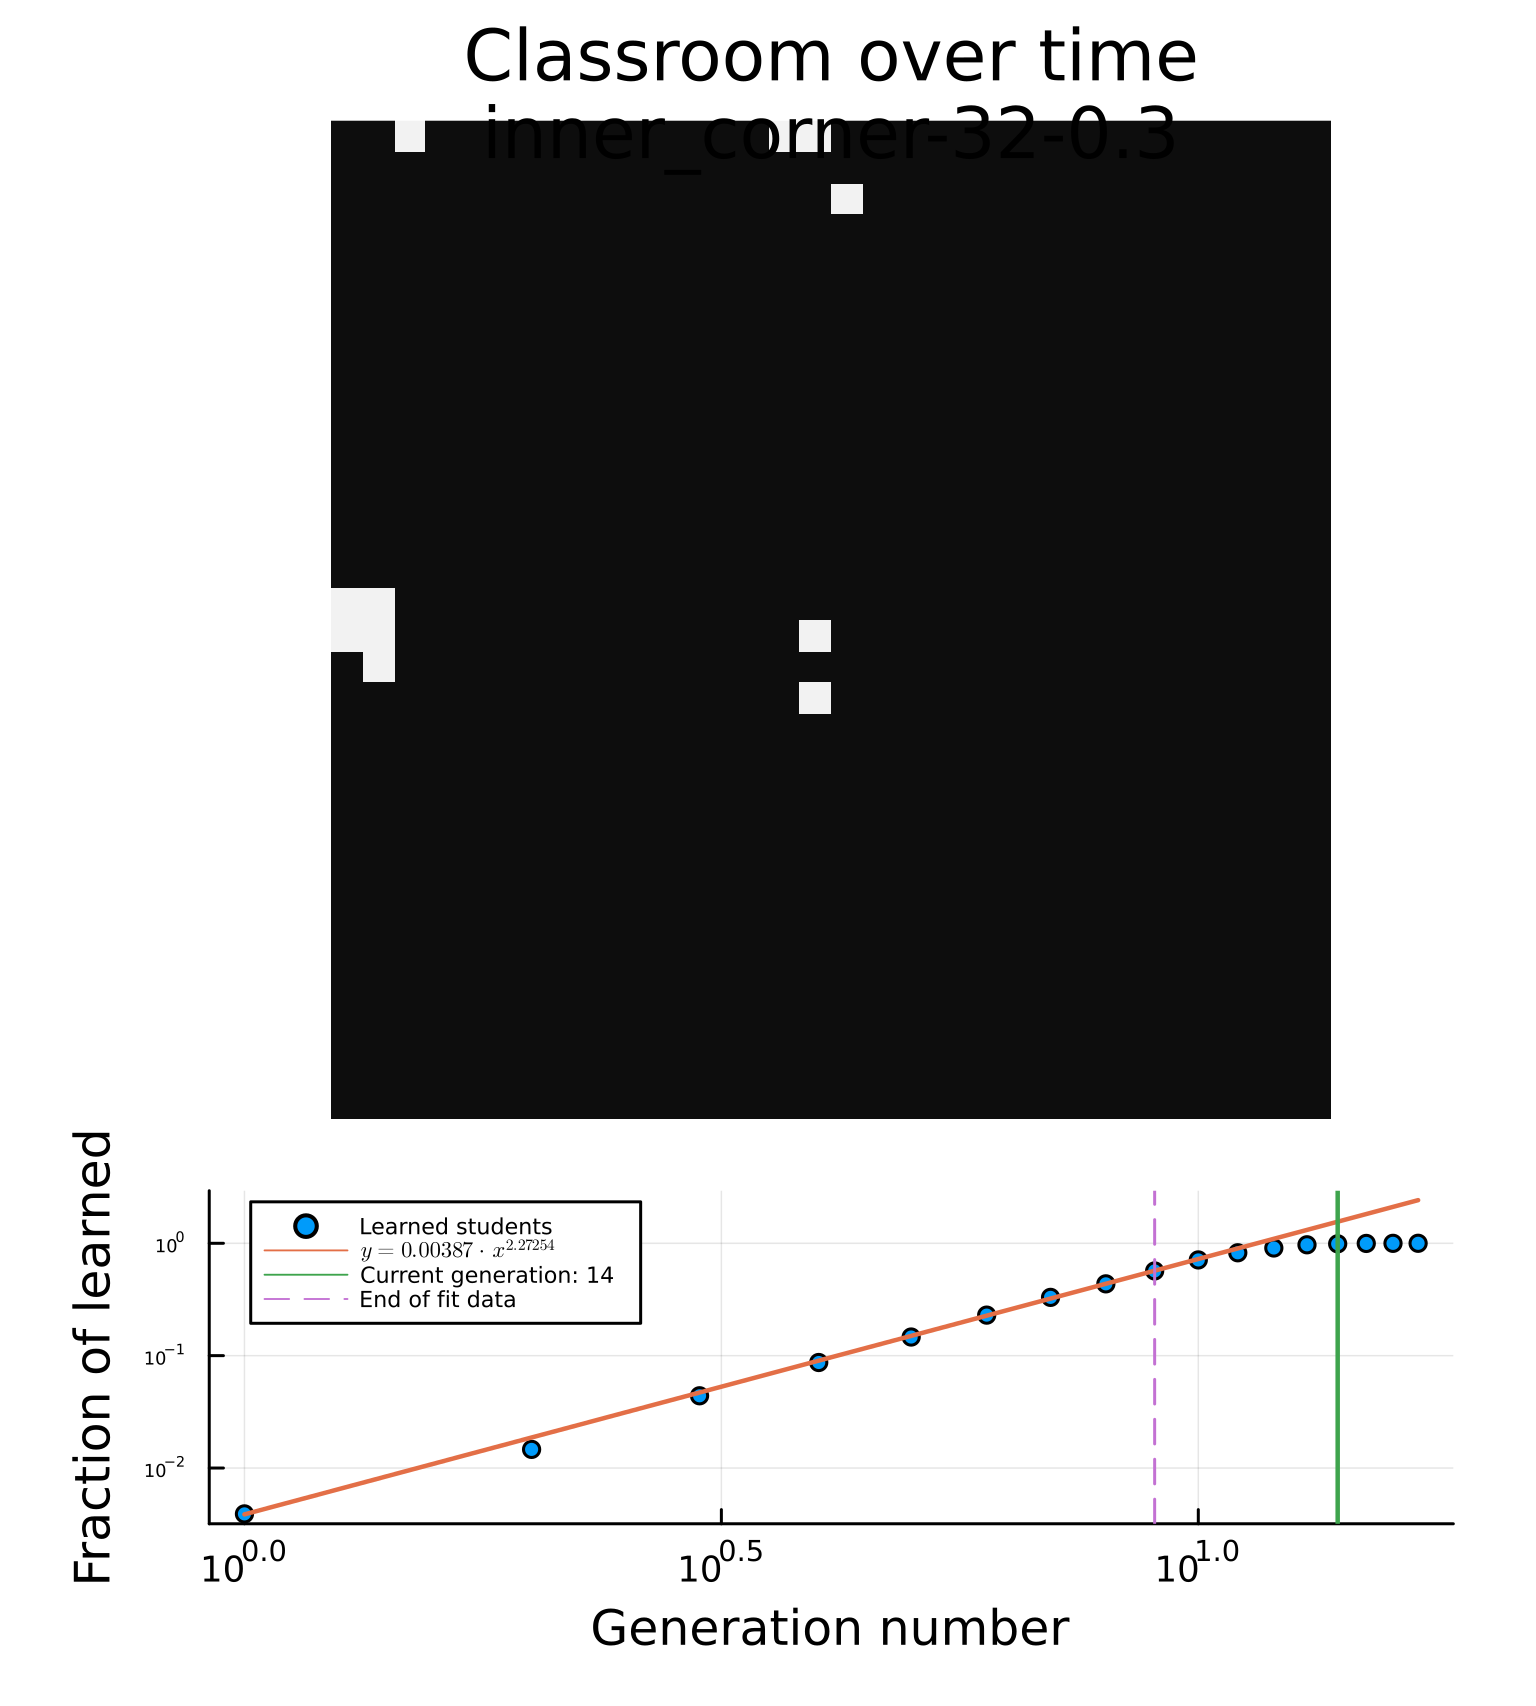 Classroom over time
inner_corner-32-0.3
Fraction of learned
10^0
10^-1
10^-2
Learned students
y = 0.00387 · x^2.27254
Current generation: 14
End of fit data
10^0.0 10^0.5 10^1.0
Generation number